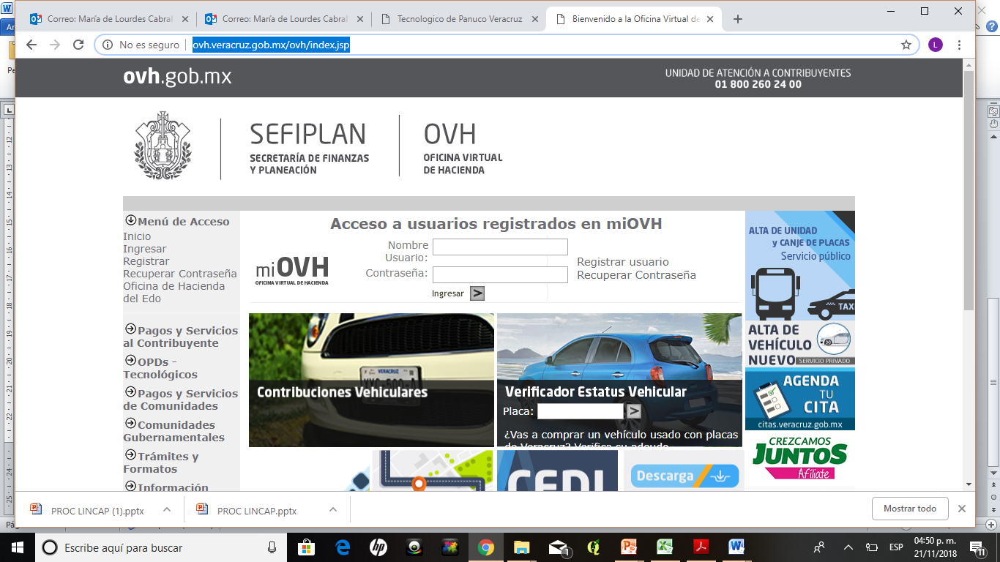 Correo: María de Lourdes Cabral
Correo: María de Lourdes Cabral
Tecnologico de Panuco Veracruz
Bienvenido a la Oficina Virtual de
No es seguro
ovh.veracruz.gob.mx/ovh/index.jsp
L
ovh.gob.mx
UNIDAD DE ATENCIÓN A CONTRIBUYENTES
01 800 260 24 00
SEFIPLAN
SECRETARÍA DE FINANZAS
Y PLANEACIÓN
OVH
OFICINA VIRTUAL
DE HACIENDA
Menú de Acceso
Inicio
Ingresar
Registrar
Recuperar Contraseña
Oficina de Hacienda
del Edo
Pagos y Servicios
al Contribuyente
OPDs -
Tecnológicos
Pagos y Servicios
de Comunidades
Comunidades
Gubernamentales
Trámites y
Formatos
Información
Acceso a usuarios registrados en miOVH
miOVH
OFICINA VIRTUAL DE HACIENDA
Nombre
Usuario:
Contraseña:
Ingresar >
Registrar usuario
Recuperar Contraseña
VERACRUZ
Contribuciones Vehiculares
Verificador Estatus Vehicular
Placa: >
¿Vas a comprar un vehículo usado con placas
de Veracruz? Verifica su adeudo
CEDI
Descarga
ALTA DE UNIDAD
y CANJE DE PLACAS
Servicio público
TAXI
ALTA DE
VEHÍCULO
NUEVO SERVICIO PRIVADO
AGENDA
TU
CITA
citas.veracruz.gob.mx
CREZCAMOS
JUNTOS
Afíliate
PROC LINCAP (1).pptx
PROC LINCAP.pptx
Mostrar todo
Escribe aquí para buscar
1
ESP
04:50 p. m.
21/11/2018
11